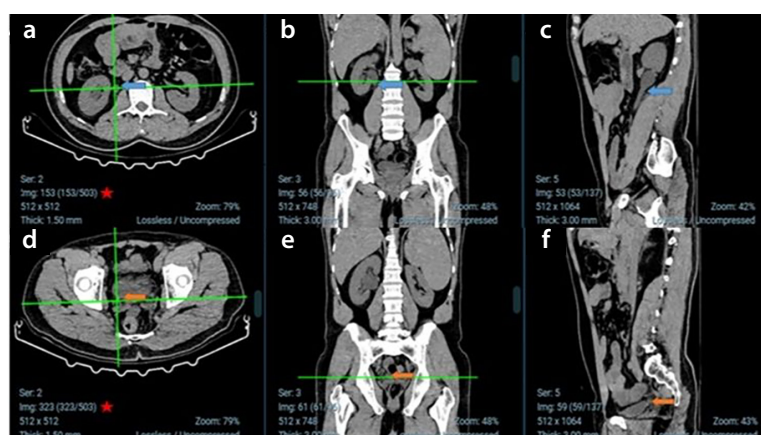 a
Ser: 2
Img: 153 (153/503)
512 x 512
Thick: 1.50 mm
Zoom: 79%
Lossless / Uncompressed
b
Ser: 3
Img: 56
512 x 748
Thick: 3.00
Zoom: 48%
Lossless / Uncompressed
c
Ser: 5
Img: 53 (53/137)
512 x 1064
Thick: 3.00 mm
Zoom: 42%
Lossless / Uncompressed
d
Ser: 2
Img: 323 (323/503)
512 x 512
Zoom: 79%
e
Ser: 3
Img: 61
512 x 748
Zoom: 48%
f
Ser: 5
Img: 59 (59/137)
512 x 1064
Zoom: 43%